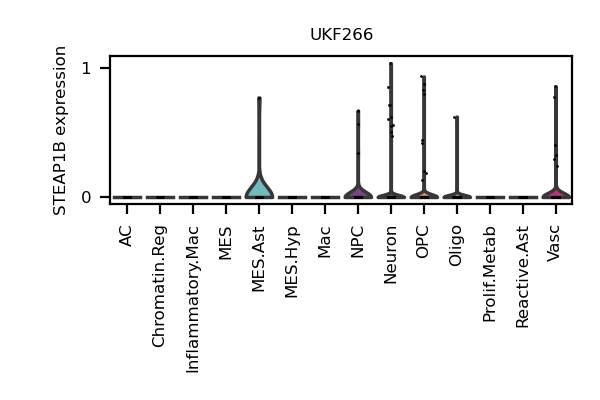 UKF266
STEAP1B expression
1
0
AC
Chromatin.Reg
Inflammatory.Mac
MES
MES.Ast
MES.Hyp
Mac
NPC
Neuron
OPC
Oligo
Prolif.Metab
Reactive.Ast
Vasc